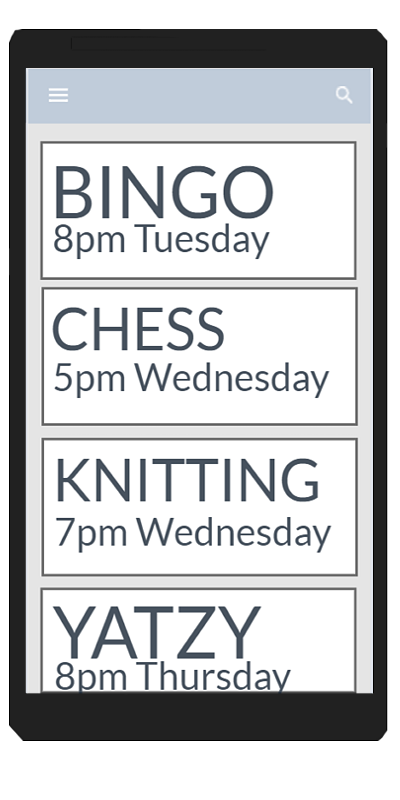 BINGO
8pm Tuesday
CHESS
5pm Wednesday
KNITTING
7pm Wednesday
YATZY
8pm Thursday